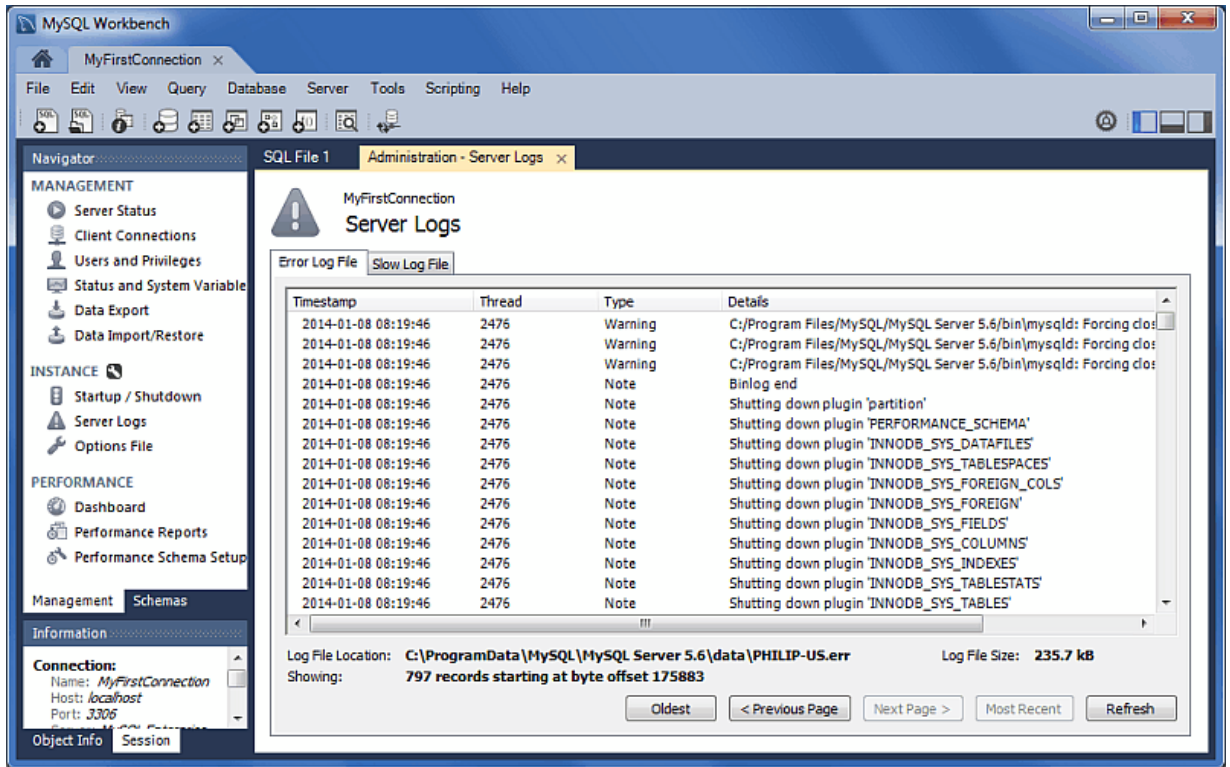 MySQL Workbench
MyFirstConnection
File Edit View Query Database Server Tools Scripting Help
Navigator
MANAGEMENT
Server Status
Client Connections
Users and Privileges
Status and System Variable
Data Export
Data Import/Restore
INSTANCE
Startup / Shutdown
Server Logs
Options File
PERFORMANCE
Dashboard
Performance Reports
Performance Schema Setup
Management Schemas
Information
Connection:
Name: MyFirstConnection
Host: localhost
Port: 3306
Object Info Session
SQL File 1 Administration - Server Logs
MyFirstConnection
Server Logs
Error Log File Slow Log File
Timestamp Thread Type Details
2014-01-08 08:19:46 2476 Warning C:/Program Files/MySQL/MySQL Server 5.6/bin\mysqld: Forcing clos
2014-01-08 08:19:46 2476 Warning C:/Program Files/MySQL/MySQL Server 5.6/bin\mysqld: Forcing clos
2014-01-08 08:19:46 2476 Warning C:/Program Files/MySQL/MySQL Server 5.6/bin\mysqld: Forcing clos
2014-01-08 08:19:46 2476 Note Binlog end
2014-01-08 08:19:46 2476 Note Shutting down plugin 'partition'
2014-01-08 08:19:46 2476 Note Shutting down plugin 'PERFORMANCE_SCHEMA'
2014-01-08 08:19:46 2476 Note Shutting down plugin 'INNODB_SYS_DATAFILES'
2014-01-08 08:19:46 2476 Note Shutting down plugin 'INNODB_SYS_TABLESPACES'
2014-01-08 08:19:46 2476 Note Shutting down plugin 'INNODB_SYS_FOREIGN_COLS'
2014-01-08 08:19:46 2476 Note Shutting down plugin 'INNODB_SYS_FOREIGN'
2014-01-08 08:19:46 2476 Note Shutting down plugin 'INNODB_SYS_FIELDS'
2014-01-08 08:19:46 2476 Note Shutting down plugin 'INNODB_SYS_COLUMNS'
2014-01-08 08:19:46 2476 Note Shutting down plugin 'INNODB_SYS_INDEXES'
2014-01-08 08:19:46 2476 Note Shutting down plugin 'INNODB_SYS_TABLESTATS'
2014-01-08 08:19:46 2476 Note Shutting down plugin 'INNODB_SYS_TABLES'
Log File Location: C:\ProgramData\MySQL\MySQL Server 5.6\data\PHILIP-US.err Log File Size: 235.7 kB
Showing: 797 records starting at byte offset 175883
Oldest < Previous Page Next Page > Most Recent Refresh